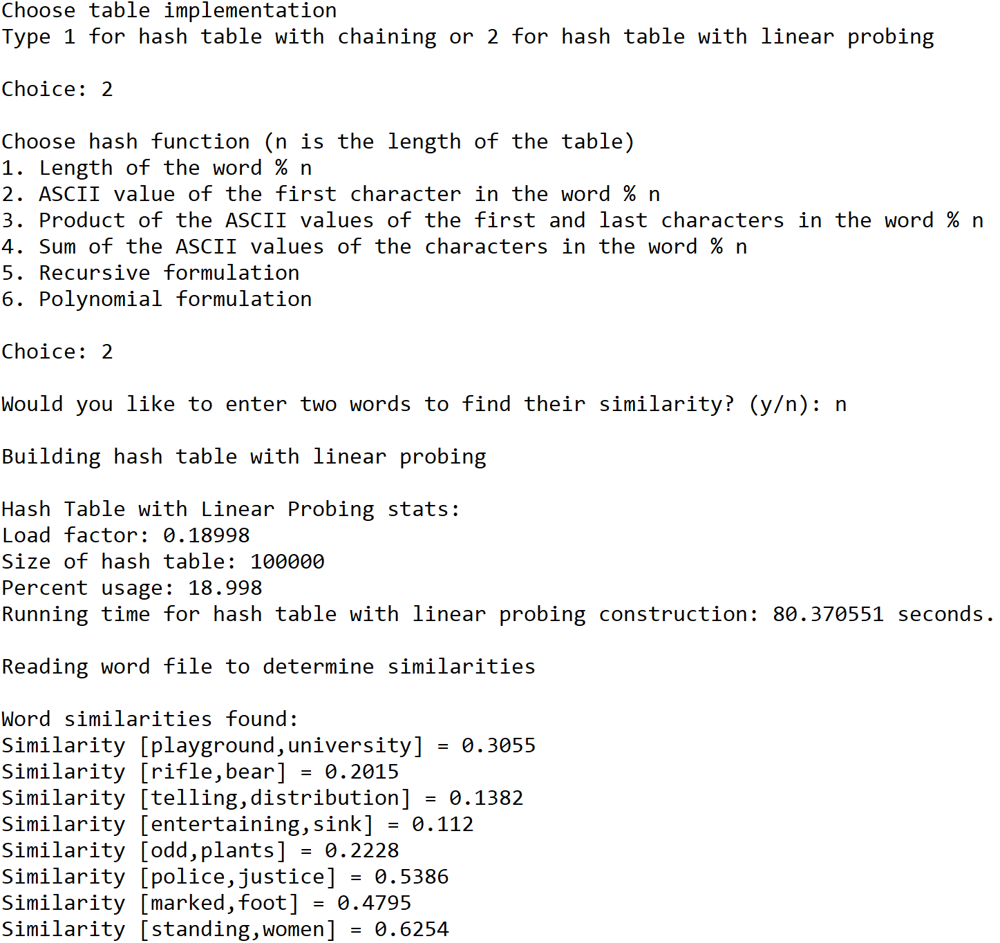 Choose table implementation
Type 1 for hash table with chaining or 2 for hash table with linear probing
Choice: 2
Choose hash function (n is the length of the table)
1. Length of the word % n
2. ASCII value of the first character in the word % n
3. Product of the ASCII values of the first and last characters in the word % n
4. Sum of the ASCII values of the characters in the word % n
5. Recursive formulation
6. Polynomial formulation
Choice: 2
Would you like to enter two words to find their similarity? (y/n): n
Building hash table with linear probing
Hash Table with Linear Probing stats:
Load factor: 0.18998
Size of hash table: 100000
Percent usage: 18.998
Running time for hash table with linear probing construction: 80.370551 seconds.
Reading word file to determine similarities
Word similarities found:
Similarity [playground,university] = 0.3055
Similarity [rifle,bear] = 0.2015
Similarity [telling,distribution] = 0.1382
Similarity [entertaining,sink] = 0.112
Similarity [odd,plants] = 0.2228
Similarity [police,justice] = 0.5386
Similarity [marked,foot] = 0.4795
Similarity [standing,women] = 0.6254